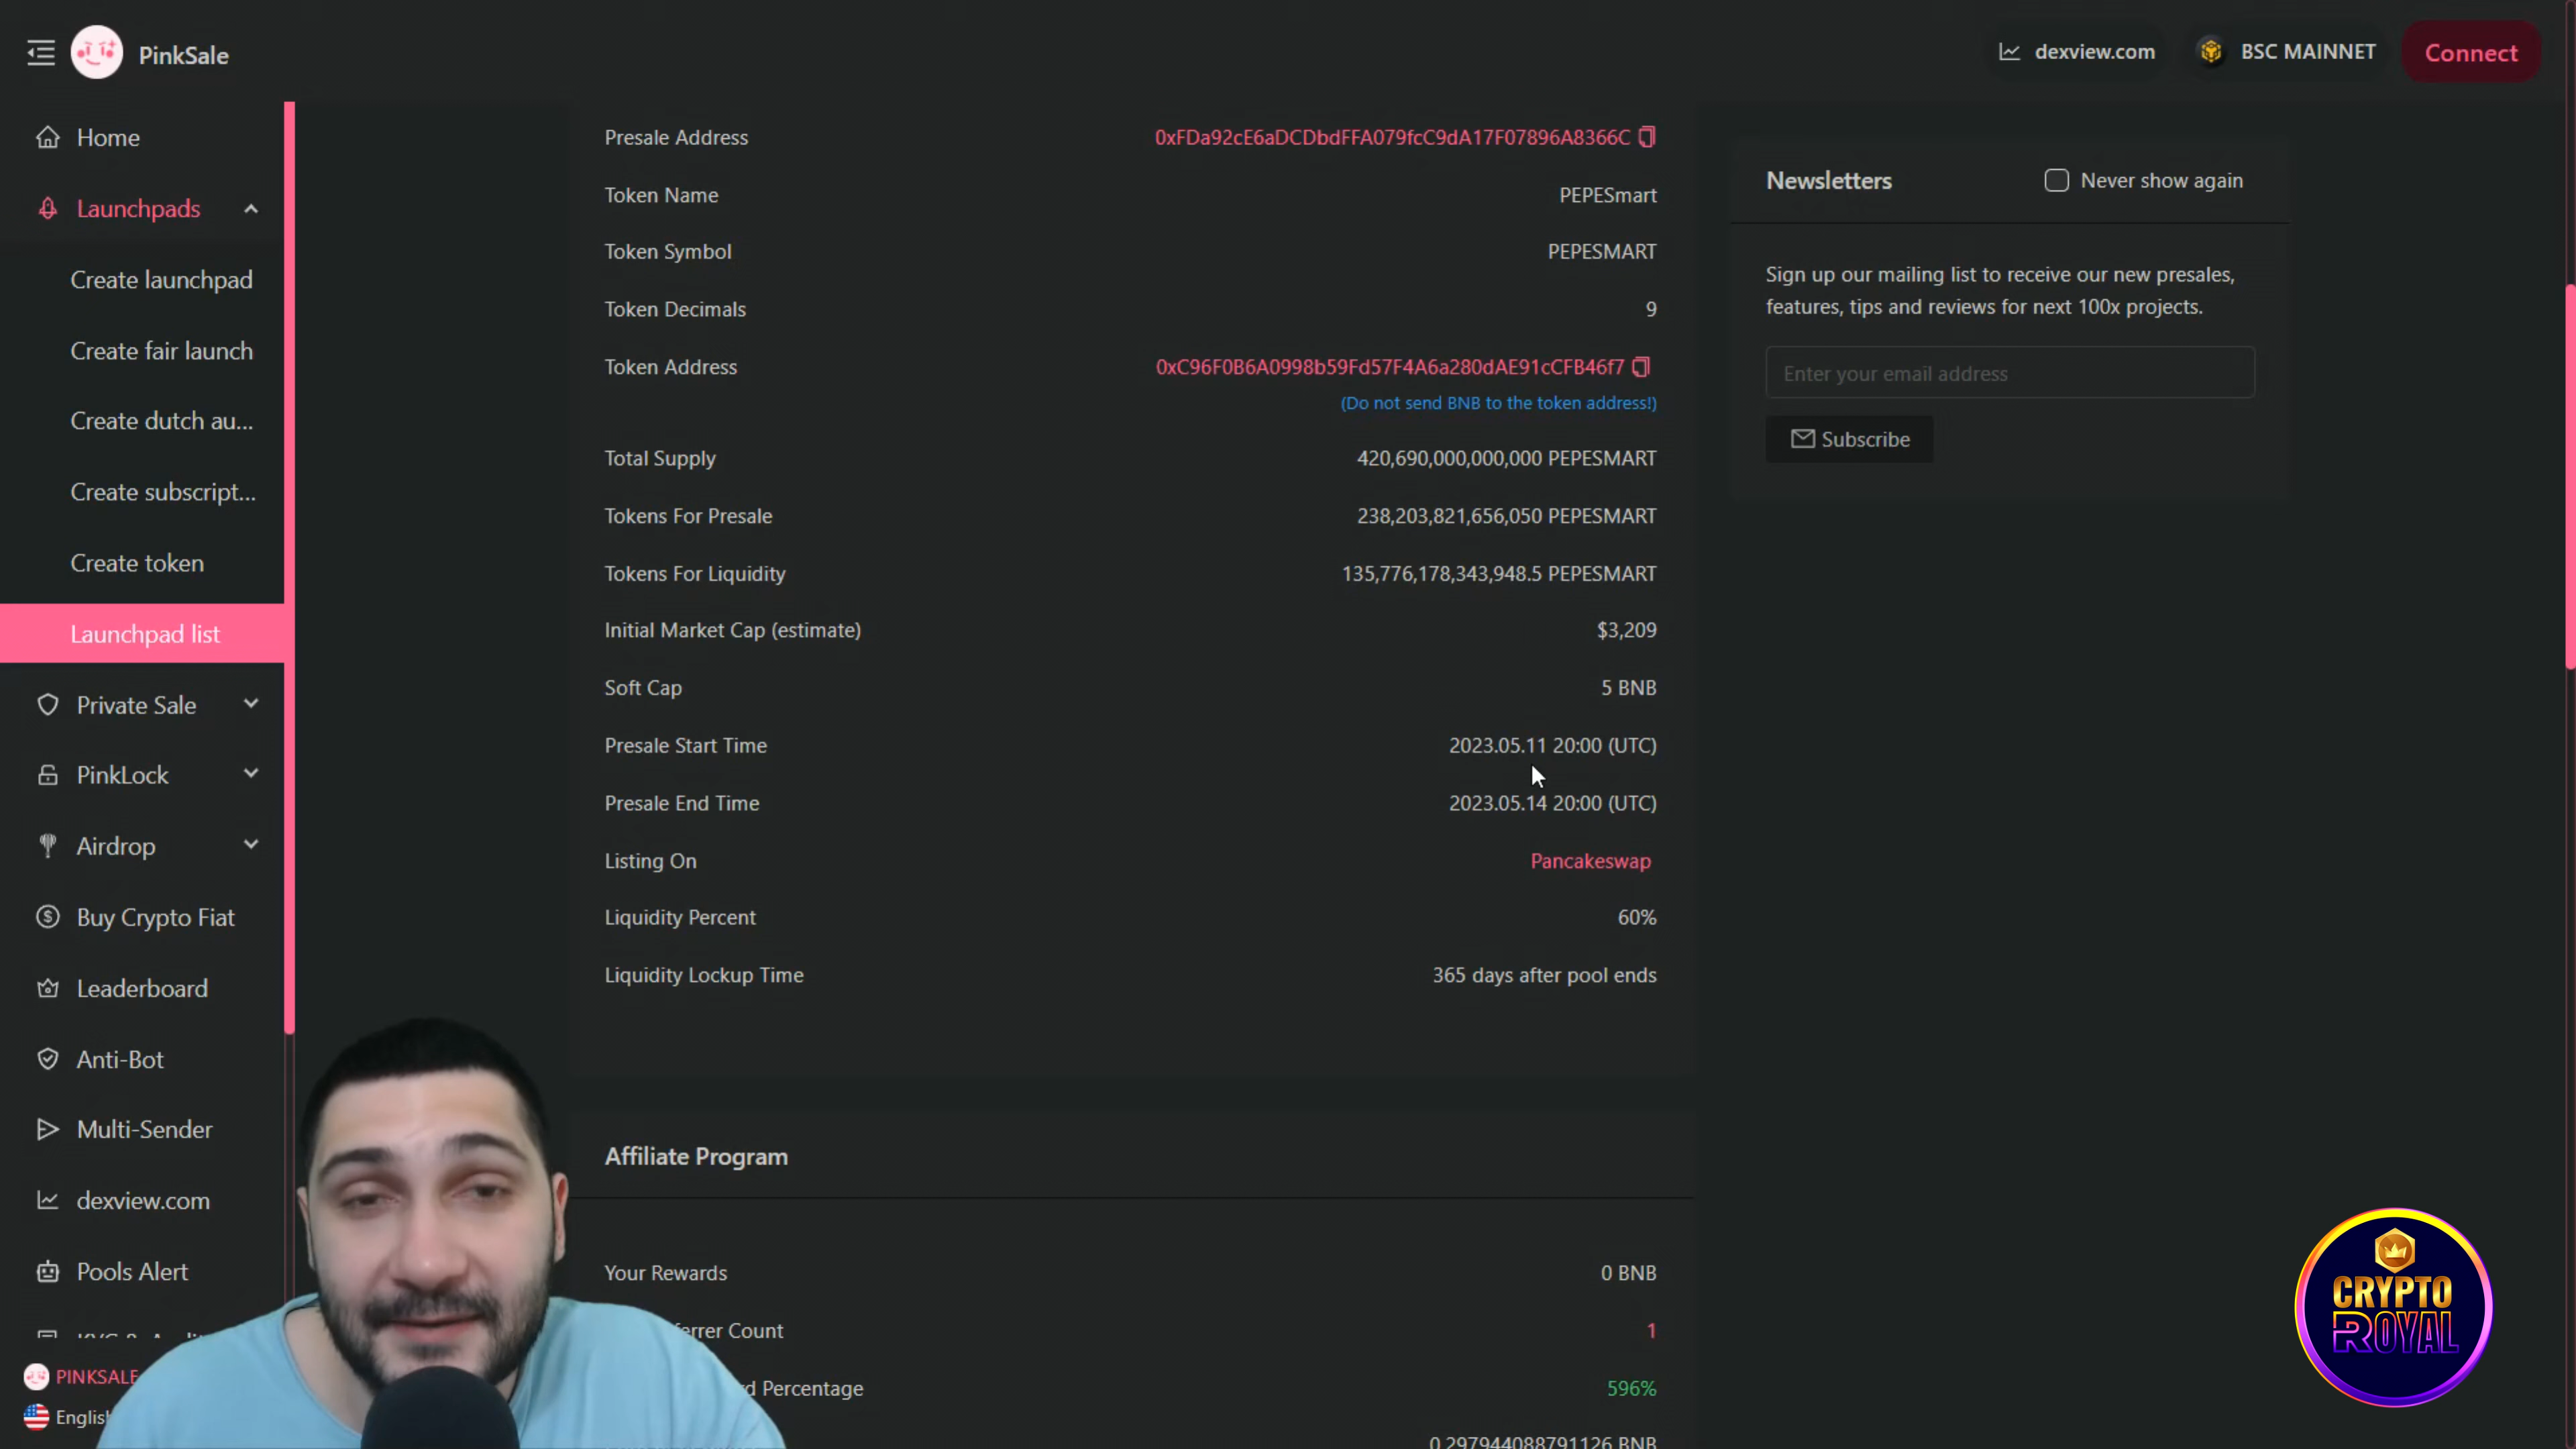 PinkSale
dexview.com
BSC MAINNET
Connect
Home
Launchpads
Create launchpad
Create fair launch
Create dutch au...
Create subscript...
Create token
Launchpad list
Private Sale
PinkLock
Airdrop
Buy Crypto Fiat
Leaderboard
Anti-Bot
Multi-Sender
dexview.com
Pools Alert
PINKSALE
English
Presale Address 0xFDa92cE6aDCDbdFFA079fcC9dA17F07896A8366C
Token Name PEPESmart
Token Symbol PEPESMART
Token Decimals 9
Token Address 0xC96F0B6A0998b59Fd57F4A6a280dAE91cCFB46f7
(Do not send BNB to the token address!)
Total Supply 420,690,000,000,000 PEPESMART
Tokens For Presale 238,203,821,656,050 PEPESMART
Tokens For Liquidity 135,776,178,343,948.5 PEPESMART
Initial Market Cap (estimate) $3,209
Soft Cap 5 BNB
Presale Start Time 2023.05.11 20:00 (UTC)
Presale End Time 2023.05.14 20:00 (UTC)
Listing On Pancakeswap
Liquidity Percent 60%
Liquidity Lockup Time 365 days after pool ends
Affiliate Program
Your Rewards 0 BNB
ferrer Count 1
d Percentage 596%
0.297944088791126 BNB
Newsletters
Never show again
Sign up our mailing list to receive our new presales,
features, tips and reviews for next 100x projects.
Enter your email address
Subscribe
CRYPTO
ROYAL